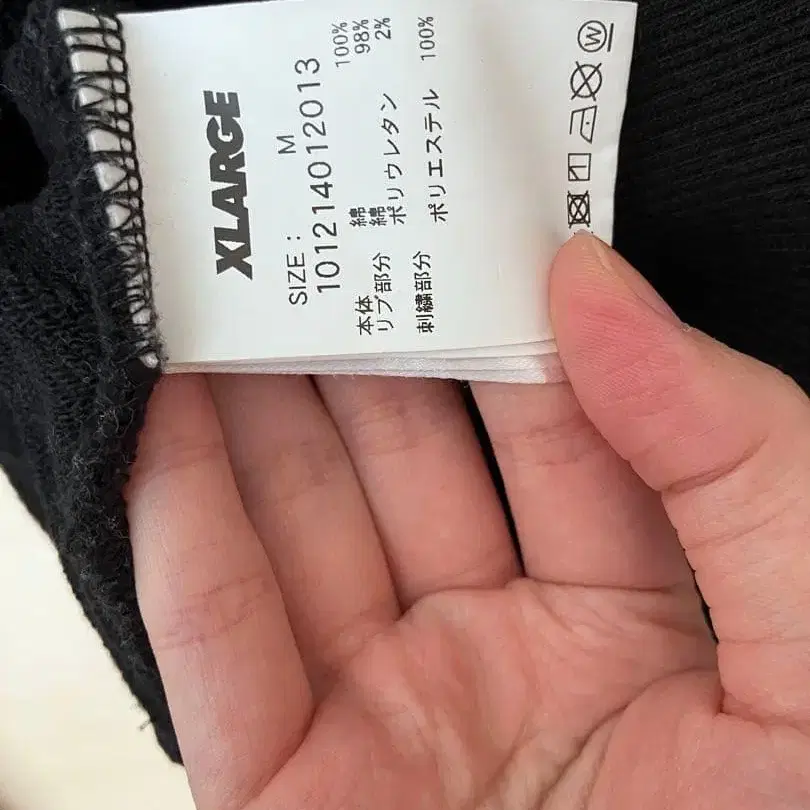 XLARGE
SIZE： M
101214012013
本体 綿 100%
リブ部分 綿 98%
ポリウレタン 2%
刺繍部分 ポリエステル 100%
W